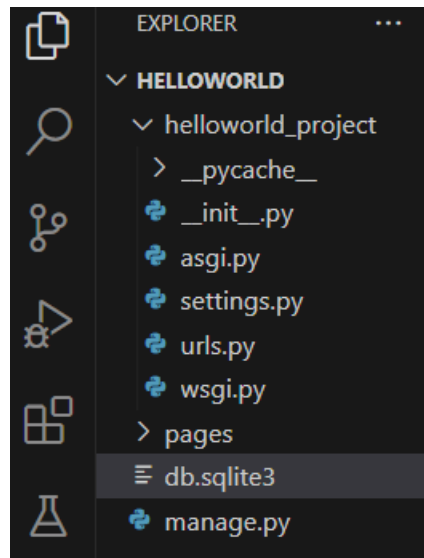 EXPLORER ...
HELLOWORLD
helloworld_project
__pycache__
__init__.py
asgi.py
settings.py
urls.py
wsgi.py
pages
db.sqlite3
manage.py